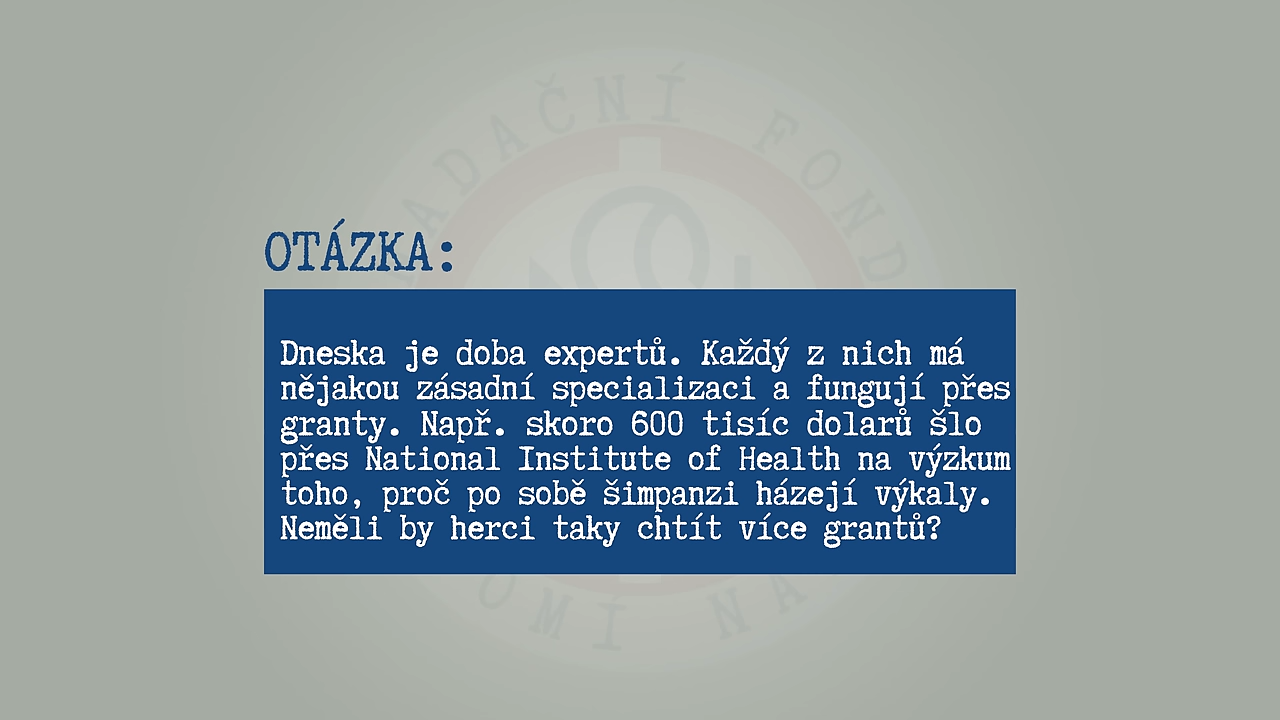 NADAČNÍ FOND
OTÁZKA:
Dneska je doba expertů. Každý z nich má
nějakou zásadní specializaci a fungují přes
granty. Např. skoro 600 tisíc dolarů šlo
přes National Institute of Health na výzkum
toho, proč po sobě šimpanzi házejí výkaly.
Neměli by herci taky chtít více grantů?